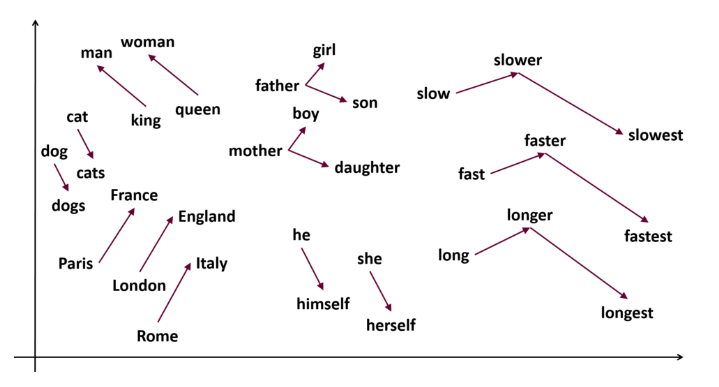 man
woman
king
queen
cat
cats
dog
dogs
France
England
Italy
Paris
London
Rome
girl
father
son
boy
mother
daughter
he
she
himself
herself
slower
slow
slowest
faster
fast
fastest
longer
long
longest